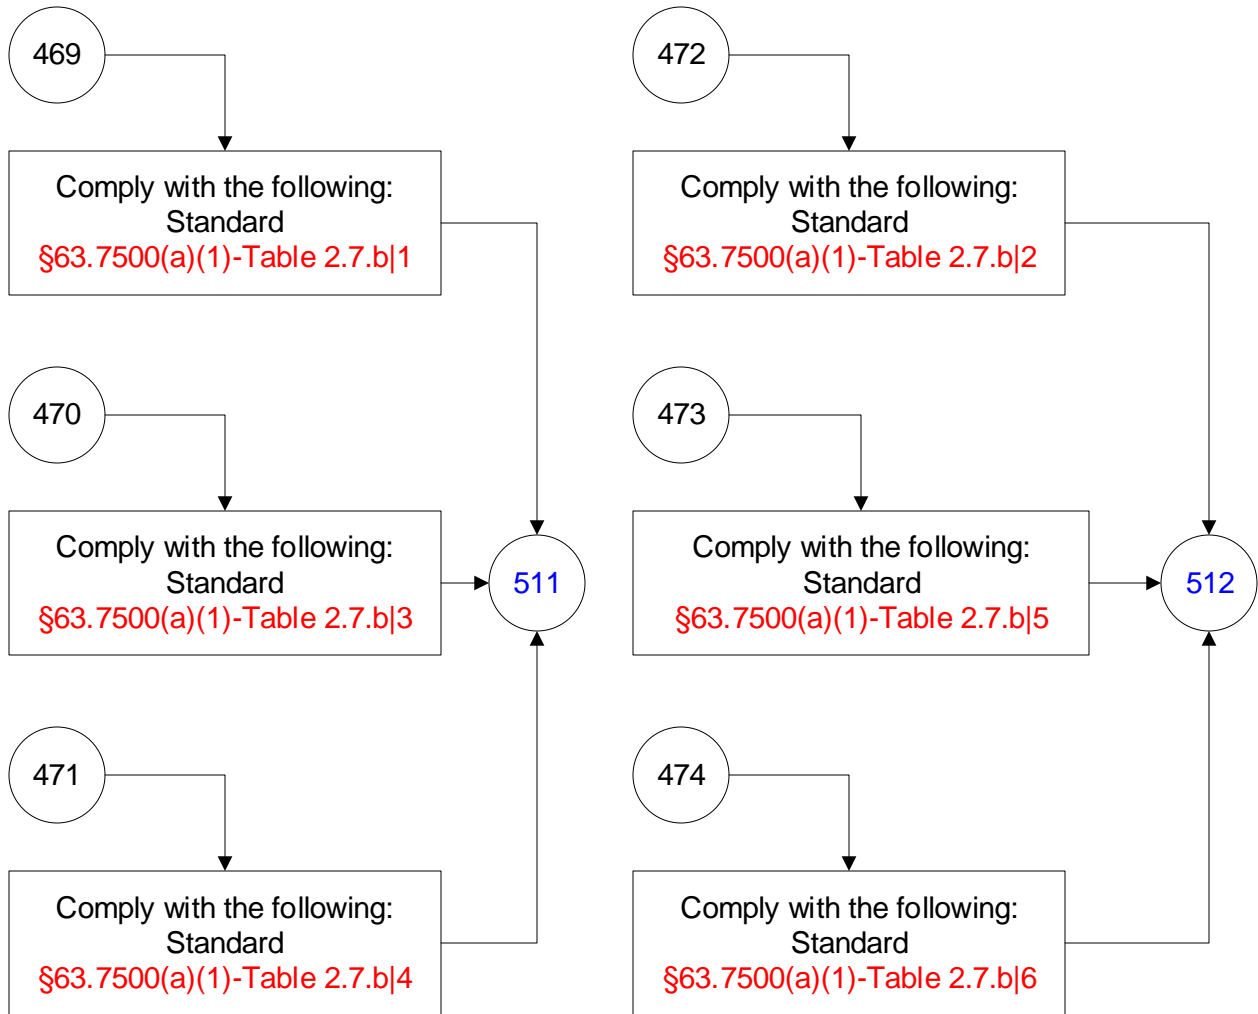 469
Comply with the following:
Standard
§63.7500(a)(1)-Table 2.7.b|1
470
Comply with the following:
Standard
§63.7500(a)(1)-Table 2.7.b|3
511
471
Comply with the following:
Standard
§63.7500(a)(1)-Table 2.7.b|4
472
Comply with the following:
Standard
§63.7500(a)(1)-Table 2.7.b|2
473
Comply with the following:
Standard
§63.7500(a)(1)-Table 2.7.b|5
512
474
Comply with the following:
Standard
§63.7500(a)(1)-Table 2.7.b|6